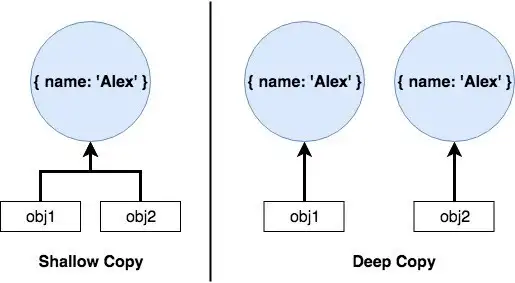 { name: 'Alex' }
obj1
obj2
Shallow Copy
{ name: 'Alex' }
{ name: 'Alex' }
obj1
obj2
Deep Copy